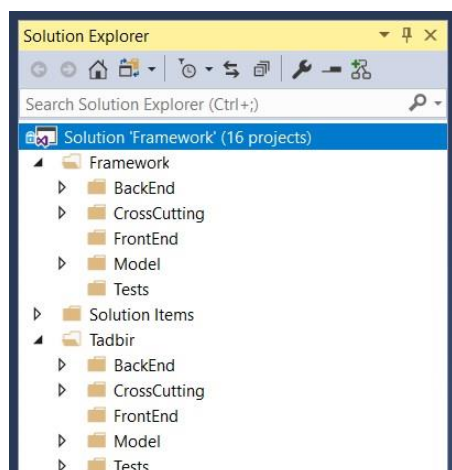 Solution Explorer
Search Solution Explorer (Ctrl+;)
Solution 'Framework' (16 projects)
Framework
BackEnd
CrossCutting
FrontEnd
Model
Tests
Solution Items
Tadbir
BackEnd
CrossCutting
FrontEnd
Model
Tests